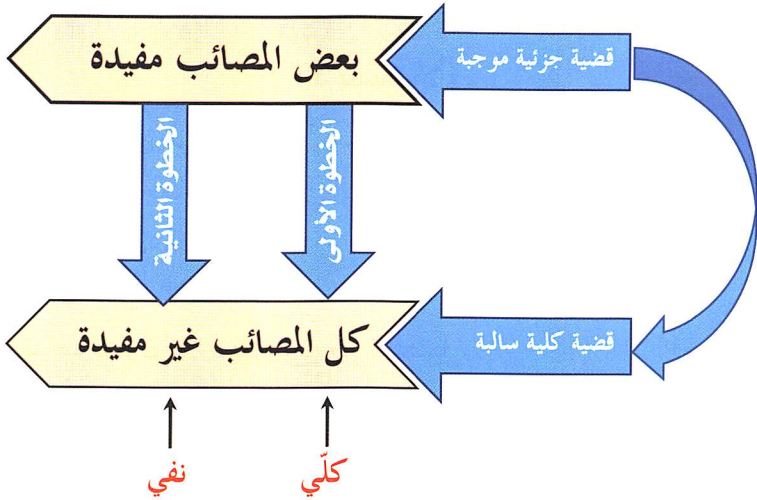 قضية جزئية موجبة
بعض المصائب مفيدة
الخطوة الأولى
الخطوة الثانية
قضية كلية سالبة
كل المصائب غير مفيدة
كلّي
نفي